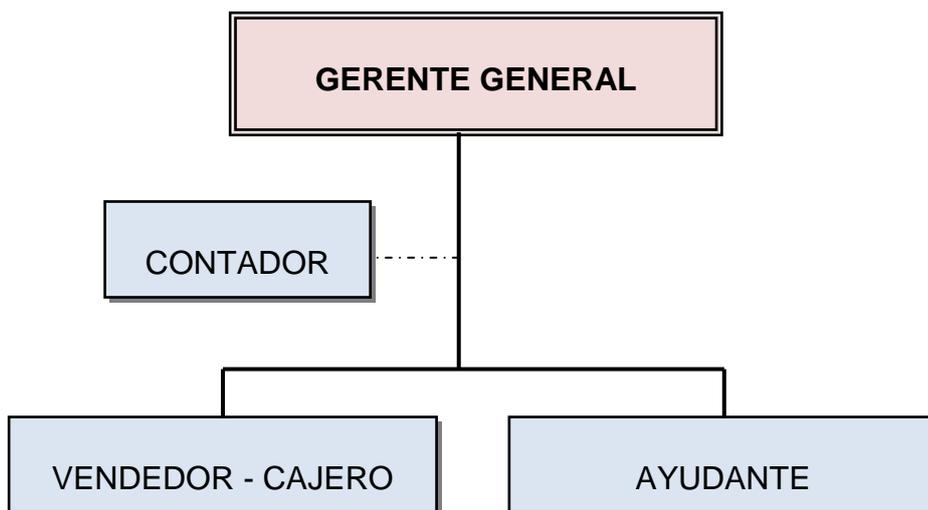 GERENTE GENERAL
CONTADOR
VENDEDOR - CAJERO
AYUDANTE